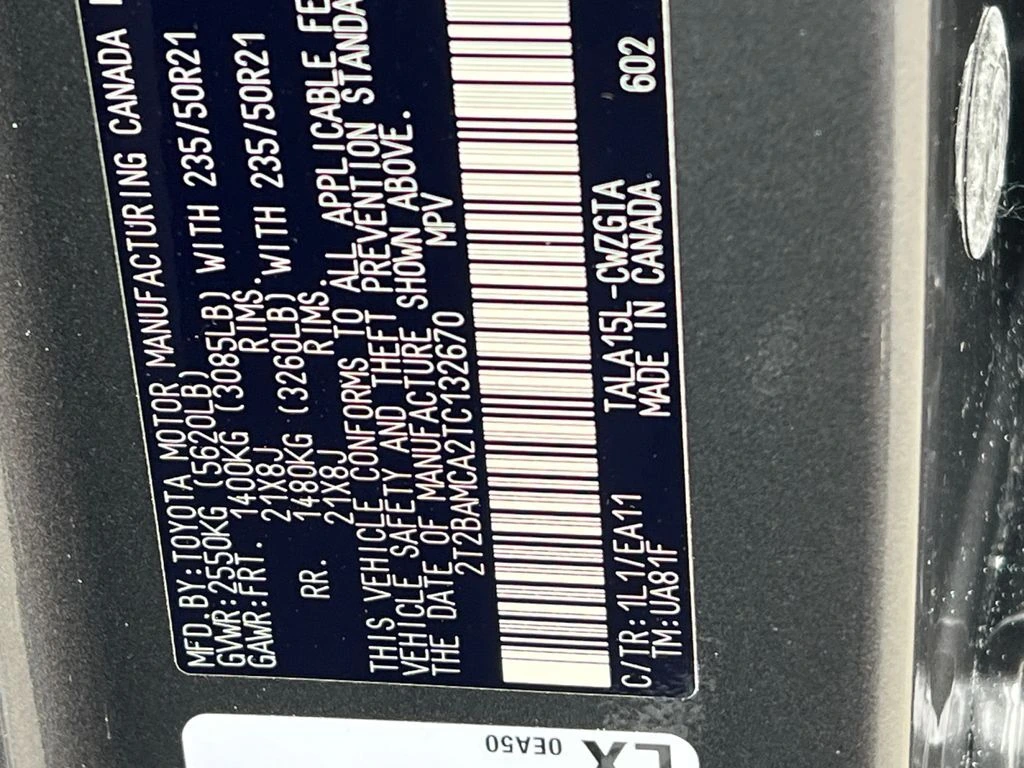 MFD.BY:TOYOTA MOTOR MANUFACTURING CANADA
GVWR:2550KG (5620LB)
GAWR:FRT. 1400KG (3085LB) WITH 235/50R21
21X8J RIMS.
RR. 1480KG (3260LB) WITH 235/50R21
21X8J RIMS.
THIS VEHICLE CONFORMS TO ALL APPLICABLE FE
VEHICLE SAFETY AND THEFT PREVENTION STANDA
THE DATE OF MANUFACTURE SHOWN ABOVE.
2T2BAMCA2TC132670 MPV
C/TR:1L1/EA11 TALA15L-CWZGTA 602
TM:UA81F MADE IN CANADA
0EA50